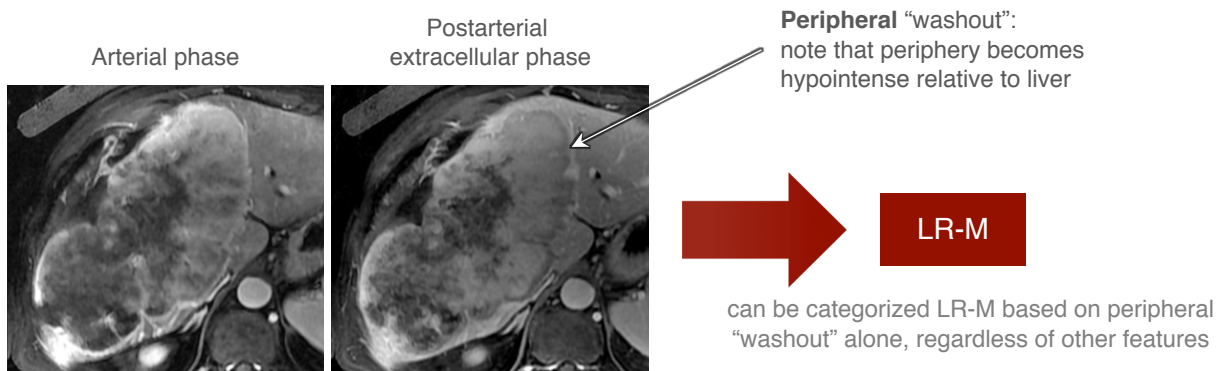 Arterial phase
Postarterial
extracellular phase
Peripheral “washout”:
note that periphery becomes
hypointense relative to liver
LR-M
can be categorized LR-M based on peripheral
“washout” alone, regardless of other features